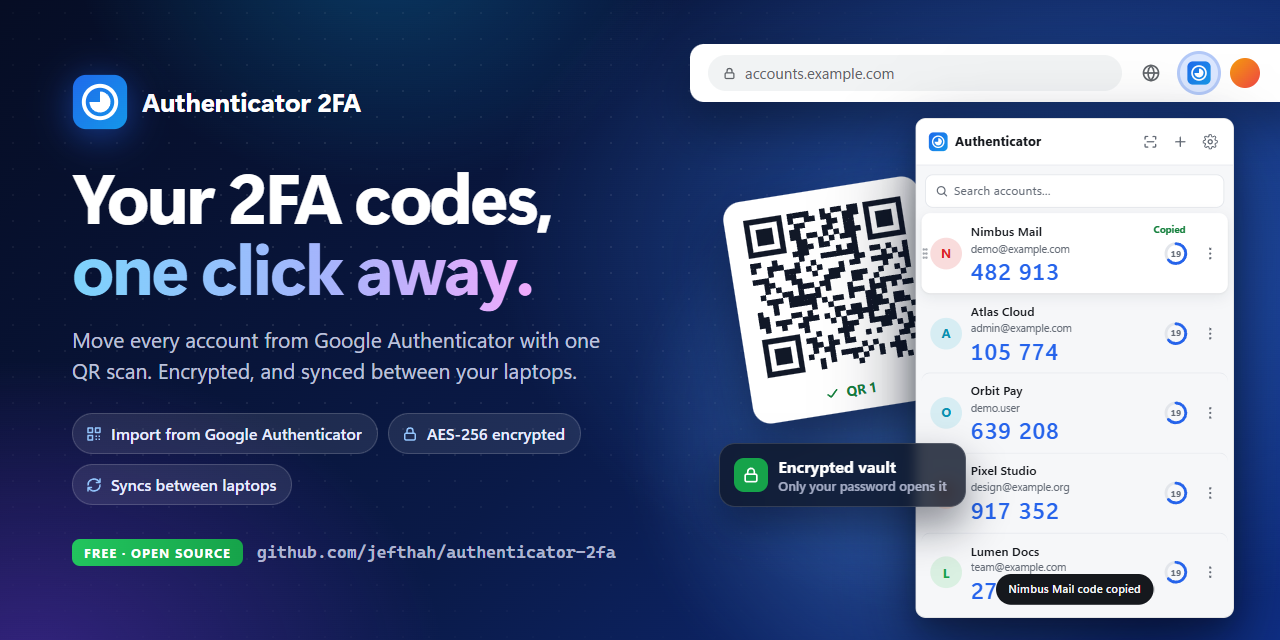 Authenticator 2FA
Your 2FA codes,
one click away.
Move every account from Google Authenticator with one
QR scan. Encrypted, and synced between your laptops.
Import from Google Authenticator
AES-256 encrypted
Syncs between laptops
FREE · OPEN SOURCE
github.com/jefthah/authenticator-2fa
accounts.example.com
QR 1
Encrypted vault
Only your password opens it
Authenticator
Search accounts...
Copied
N
Nimbus Mail
demo@example.com
482 913
19
A
Atlas Cloud
admin@example.com
105 774
19
O
Orbit Pay
demo.user
639 208
19
Pixel Studio
design@example.org
917 352
19
L
Lumen Docs
team@example.com
27
19
Nimbus Mail code copied